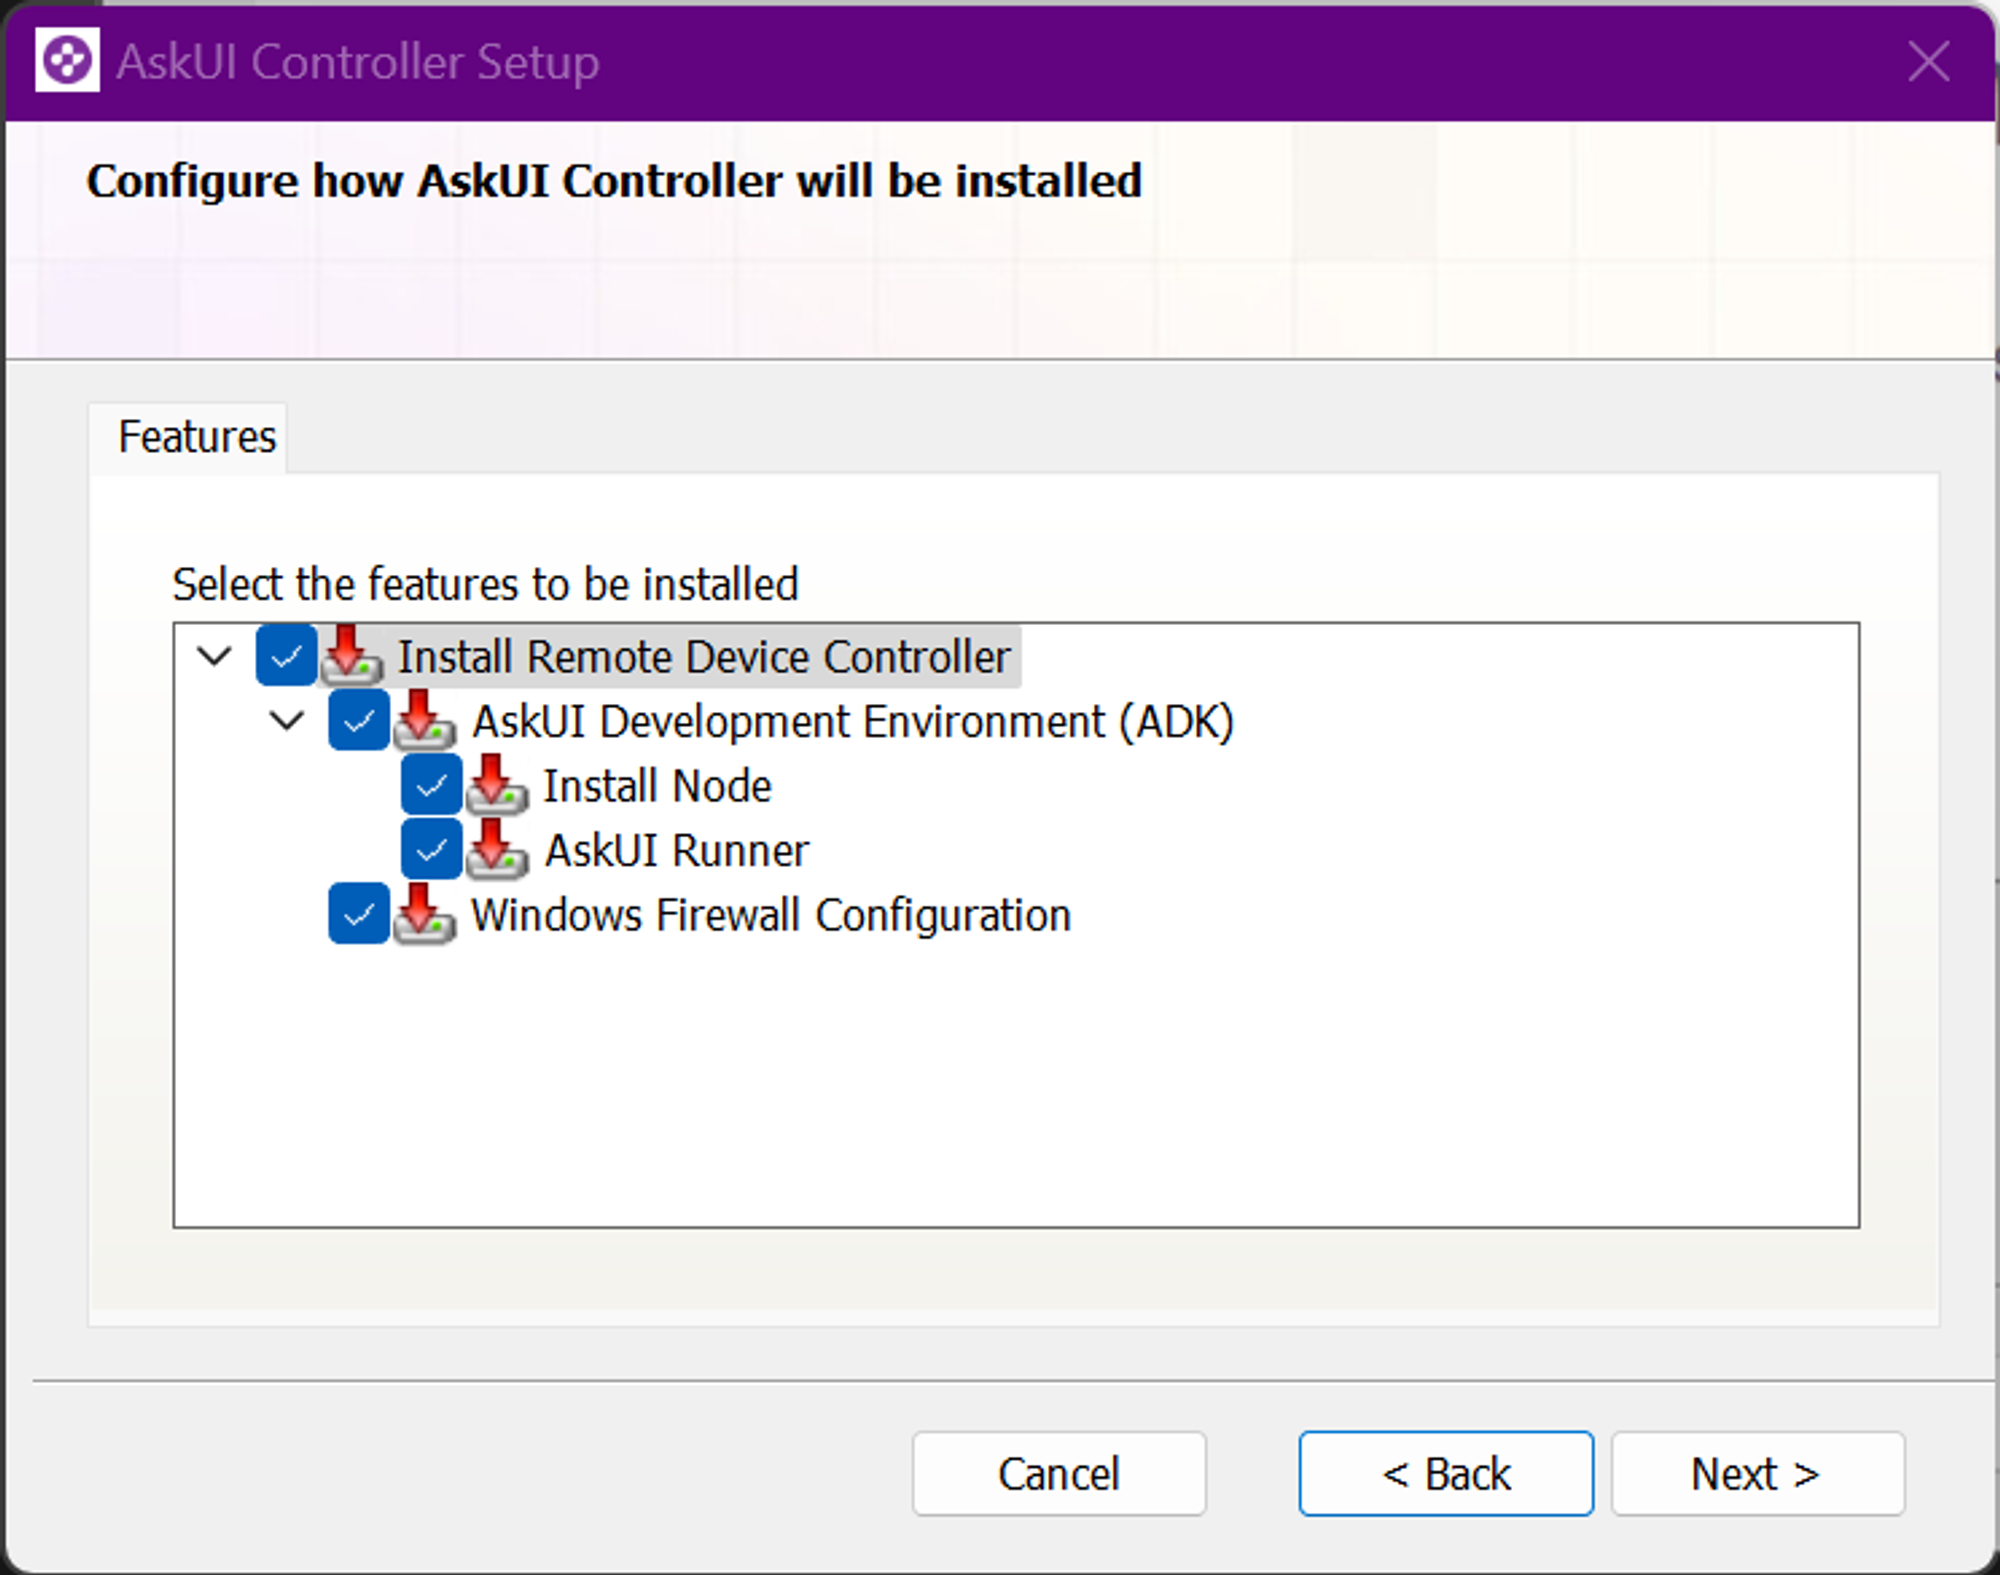 AskUI Controller Setup
Configure how AskUI Controller will be installed
Features
Select the features to be installed
Install Remote Device Controller
AskUI Development Environment (ADK)
Install Node
AskUI Runner
Windows Firewall Configuration
Cancel
< Back
Next >